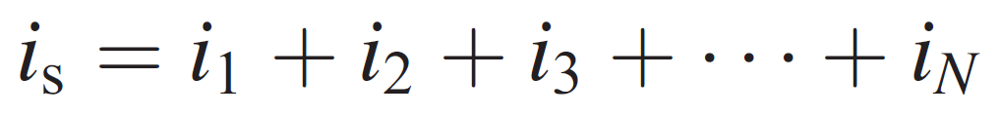 i_s = i_1 + i_2 + i_3 + · · · + i_N